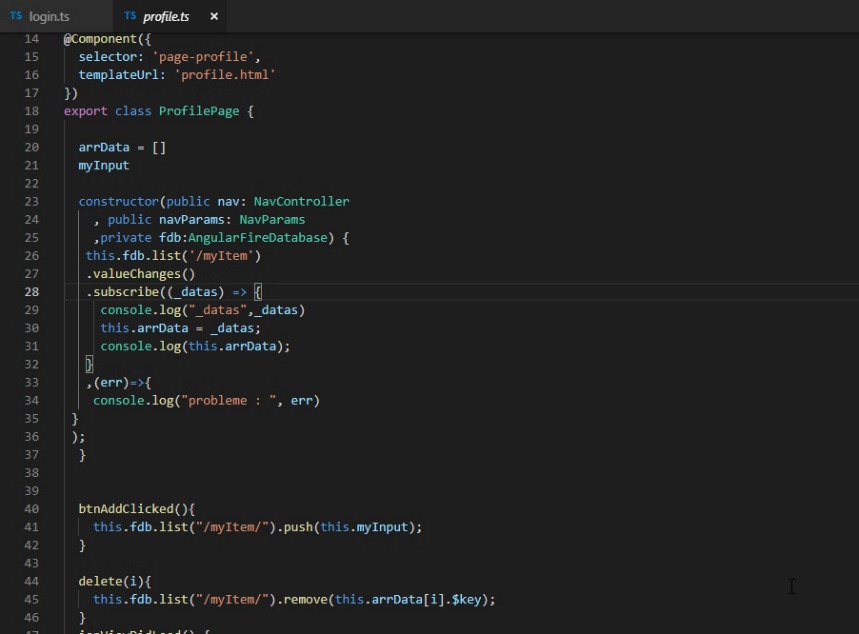 TS login.ts
TS profile.ts ×
14 @Component({
15 selector: 'page-profile',
16 templateUrl: 'profile.html'
17 })
18 export class ProfilePage {
19
20 arrData = []
21 myInput
22
23 constructor(public nav: NavController
24 , public navParams: NavParams
25 ,private fdb:AngularFireDatabase) {
26 this.fdb.list('/myItem')
27 .valueChanges()
28 .subscribe((_datas) => {
29 console.log("_datas",_datas)
30 this.arrData = _datas;
31 console.log(this.arrData);
32 }
33 ,(err)=>{
34 console.log("probleme : ", err)
35 }
36 );
37 }
38
39
40 btnAddClicked(){
41 this.fdb.list("/myItem/").push(this.myInput);
42 }
43
44 delete(i){
45 this.fdb.list("/myItem/").remove(this.arrData[i].$key);
46 }
47 ionViewDidLoad() {